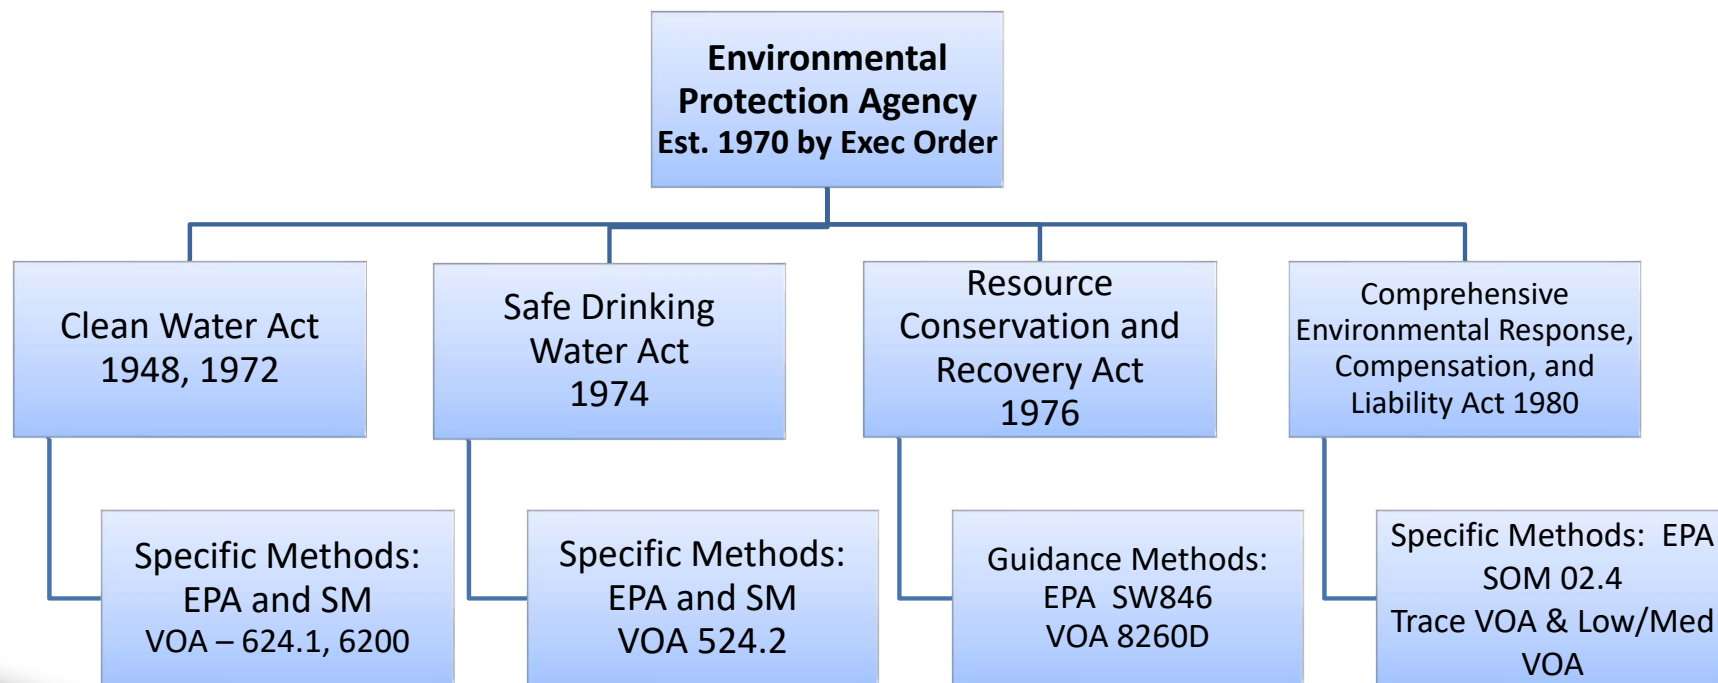 Environmental
Protection Agency
Est. 1970 by Exec Order
Clean Water Act
1948, 1972
Safe Drinking
Water Act
1974
Resource
Conservation and
Recovery Act
1976
Comprehensive
Environmental Response,
Compensation, and
Liability Act 1980
Specific Methods:
EPA and SM
VOA – 624.1, 6200
Specific Methods:
EPA and SM
VOA 524.2
Guidance Methods:
EPA SW846
VOA 8260D
Specific Methods: EPA
SOM 02.4
Trace VOA & Low/Med
VOA